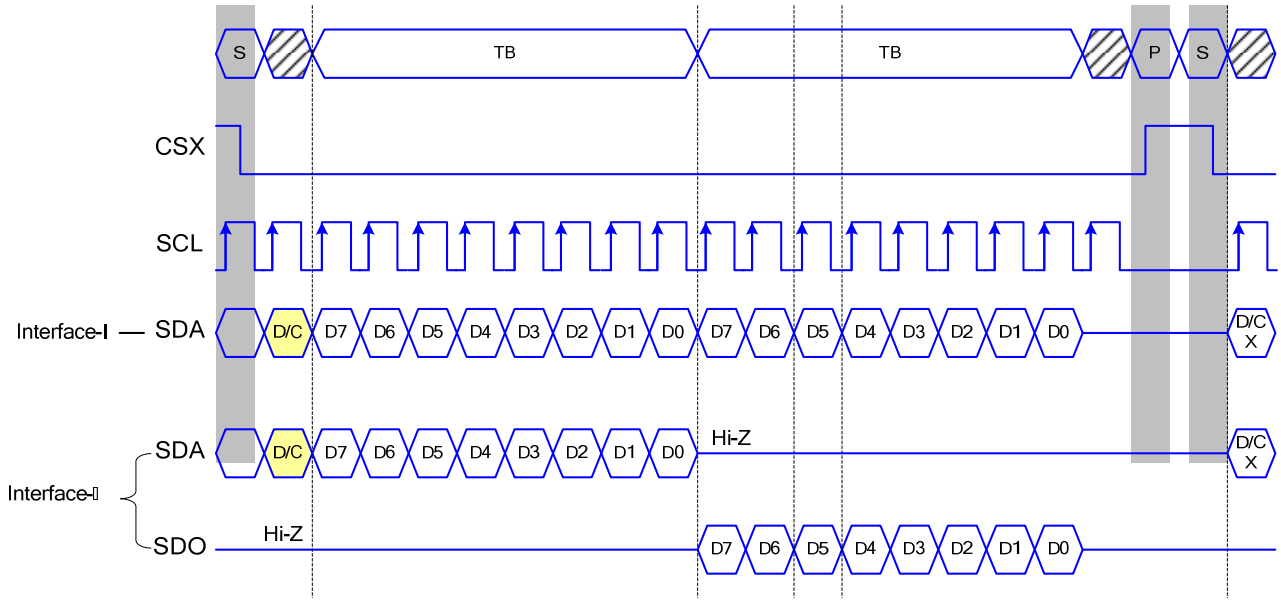 S TB TB P S
CSX
SCL
Interface-I SDA D/C D7 D6 D5 D4 D3 D2 D1 D0 D7 D6 D5 D4 D3 D2 D1 D0 D/C X
SDA D/C D7 D6 D5 D4 D3 D2 D1 D0 Hi-Z D/C X
Interface-
SDO Hi-Z D7 D6 D5 D4 D3 D2 D1 D0